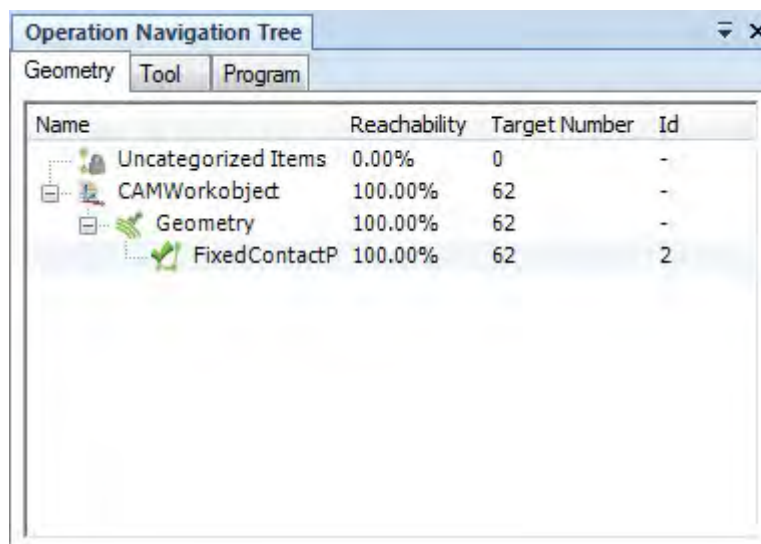 Operation Navigation Tree
Geometry Tool Program
Name Reachability Target Number Id
Uncategorized Items 0.00% 0 -
CAMWorkobject 100.00% 62 -
Geometry 100.00% 62 -
FixedContactP 100.00% 62 2